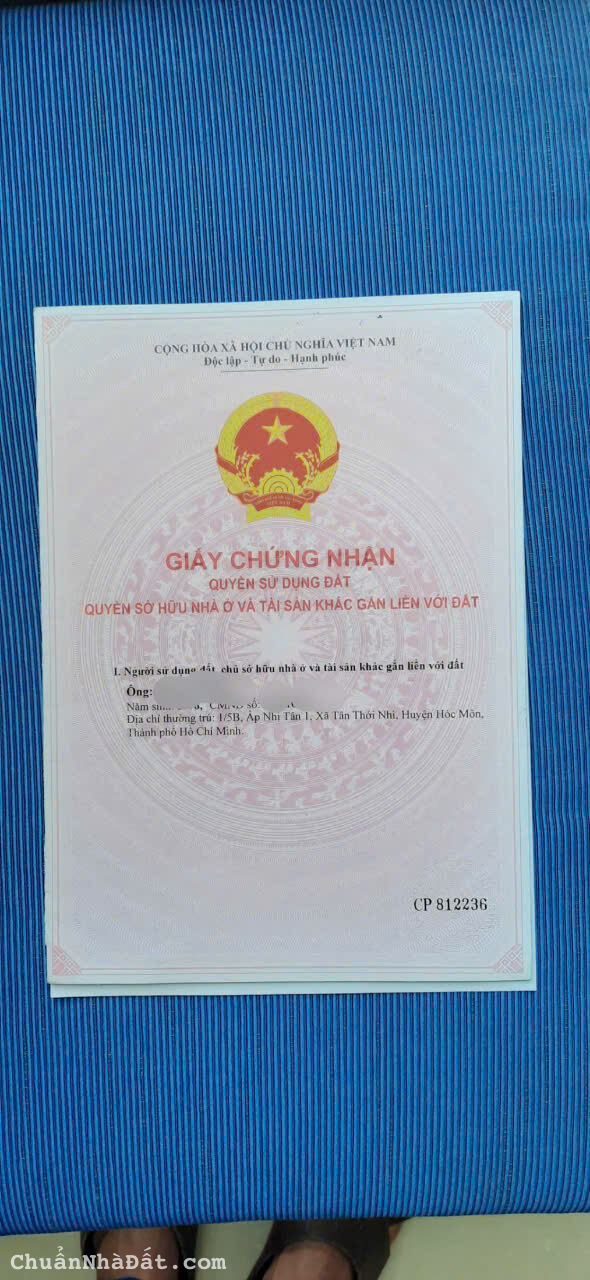 CỘNG HÒA XÃ HỘI CHỦ NGHĨA VIỆT NAM
Độc lập - Tự do - Hạnh phúc
GIẤY CHỨNG NHẬN
QUYỀN SỬ DỤNG ĐẤT
QUYỀN SỞ HỮU NHÀ Ở VÀ TÀI SẢN KHÁC GẮN LIỀN VỚI ĐẤT
I. Người sử dụng đất, chủ sở hữu nhà ở và tài sản khác gắn liền với đất
Ông:
Năm sinh CMND số:
Địa chỉ thường trú: 1/5B, Ấp Nhị Tân 1, Xã Tân Thới Nhì, Huyện Hóc Môn,
Thành phố Hồ Chí Minh.
CP 812236
ChuẩnNhàĐất.com